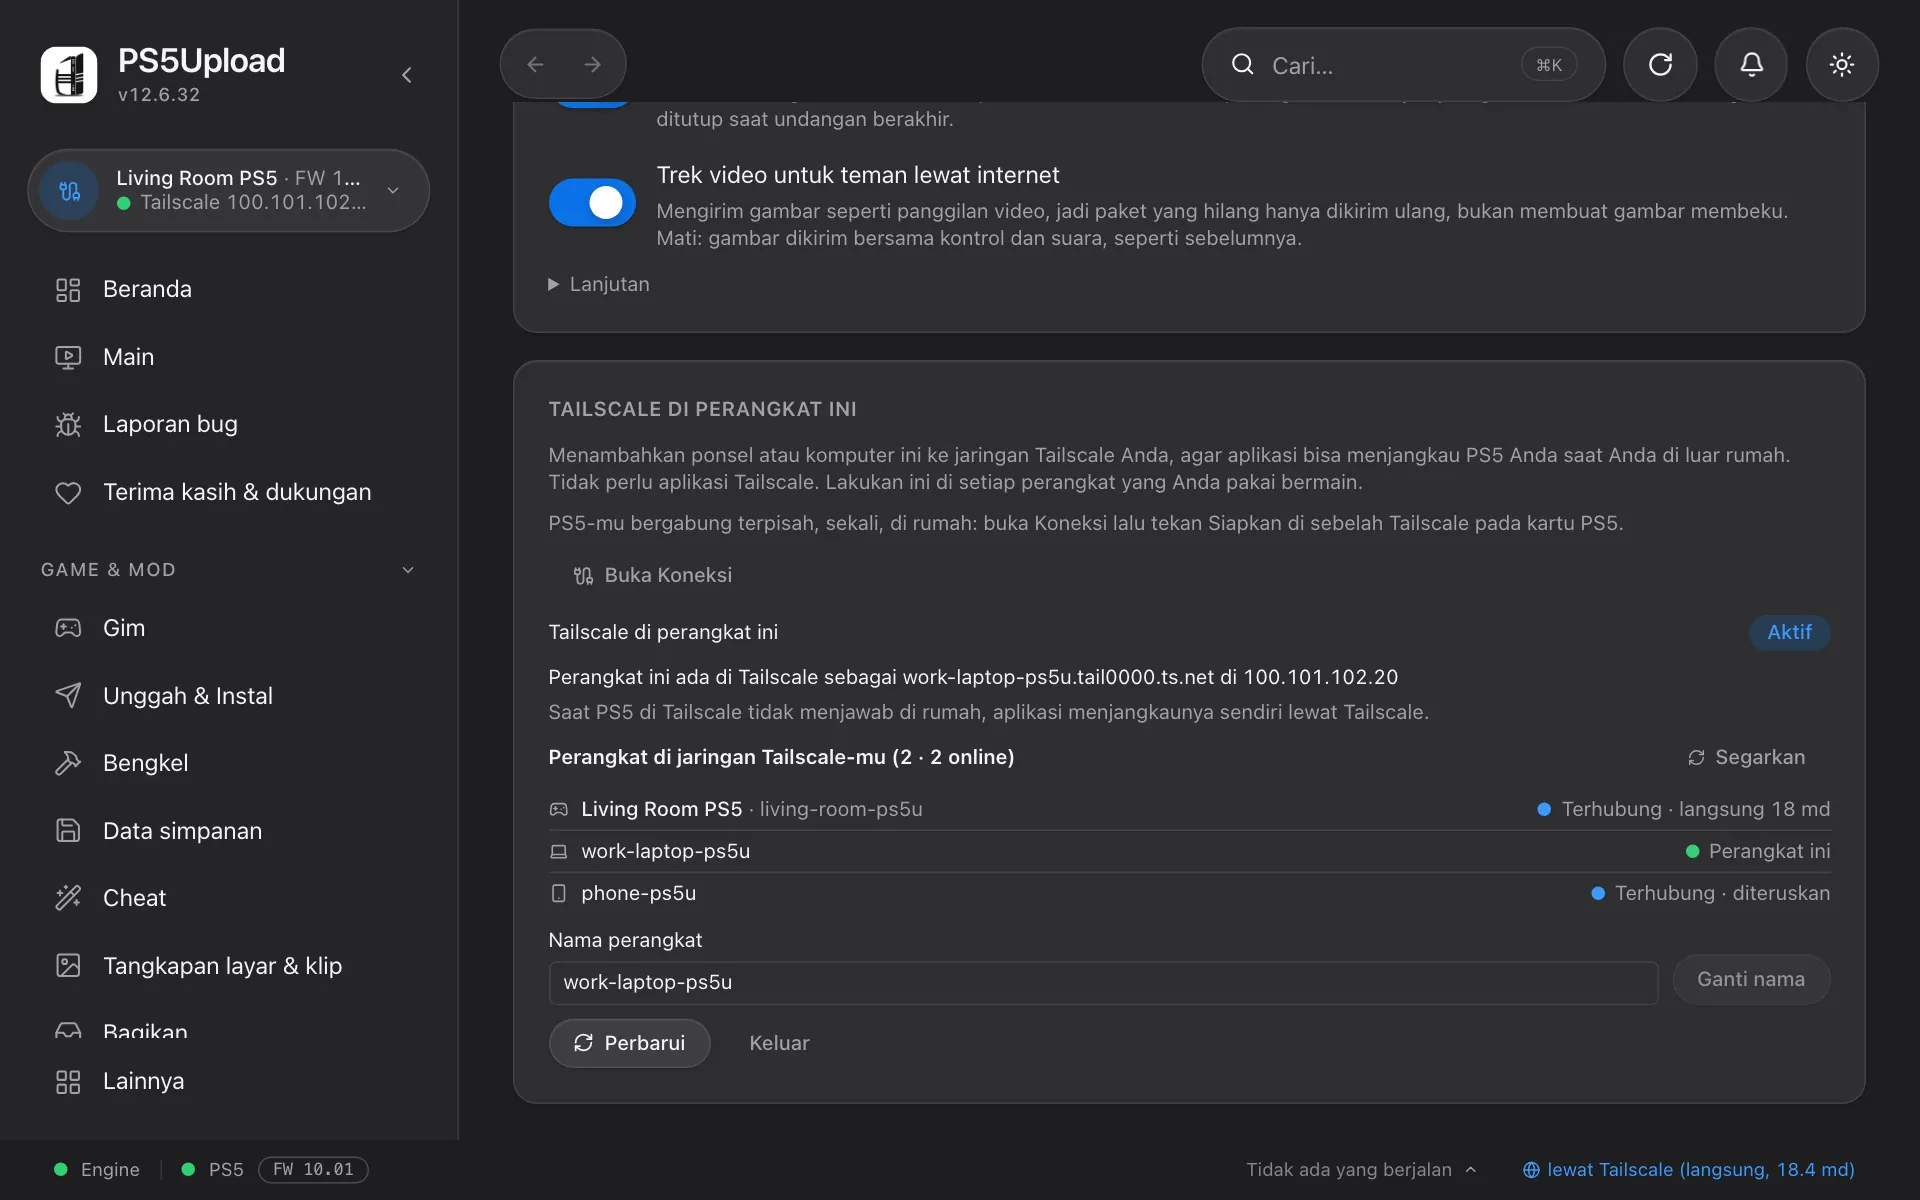 PS5Upload
v12.6.32
Living Room PS5 · FW 1...
Tailscale 100.101.102...
Beranda
Main
Laporan bug
Terima kasih & dukungan
GAME & MOD
Gim
Unggah & Instal
Bengkel
Data simpanan
Cheat
Tangkapan layar & klip
Bagikan
Lainnya
Cari...
⌘K
ditutup saat undangan berakhir.
Trek video untuk teman lewat internet
Mengirim gambar seperti panggilan video, jadi paket yang hilang hanya dikirim ulang, bukan membuat gambar membeku.
Mati: gambar dikirim bersama kontrol dan suara, seperti sebelumnya.
Lanjutan
TAILSCALE DI PERANGKAT INI
Menambahkan ponsel atau komputer ini ke jaringan Tailscale Anda, agar aplikasi bisa menjangkau PS5 Anda saat Anda di luar rumah.
Tidak perlu aplikasi Tailscale. Lakukan ini di setiap perangkat yang Anda pakai bermain.
PS5-mu bergabung terpisah, sekali, di rumah: buka Koneksi lalu tekan Siapkan di sebelah Tailscale pada kartu PS5.
Buka Koneksi
Tailscale di perangkat ini
Aktif
Perangkat ini ada di Tailscale sebagai work-laptop-ps5u.tail0000.ts.net di 100.101.102.20
Saat PS5 di Tailscale tidak menjawab di rumah, aplikasi menjangkaunya sendiri lewat Tailscale.
Perangkat di jaringan Tailscale-mu (2 · 2 online)
Segarkan
Living Room PS5 · living-room-ps5u
Terhubung · langsung 18 md
work-laptop-ps5u
Perangkat ini
phone-ps5u
Terhubung · diteruskan
Nama perangkat
work-laptop-ps5u
Ganti nama
Perbarui
Keluar
Engine
PS5
FW 10.01
Tidak ada yang berjalan
lewat Tailscale (langsung, 18.4 md)